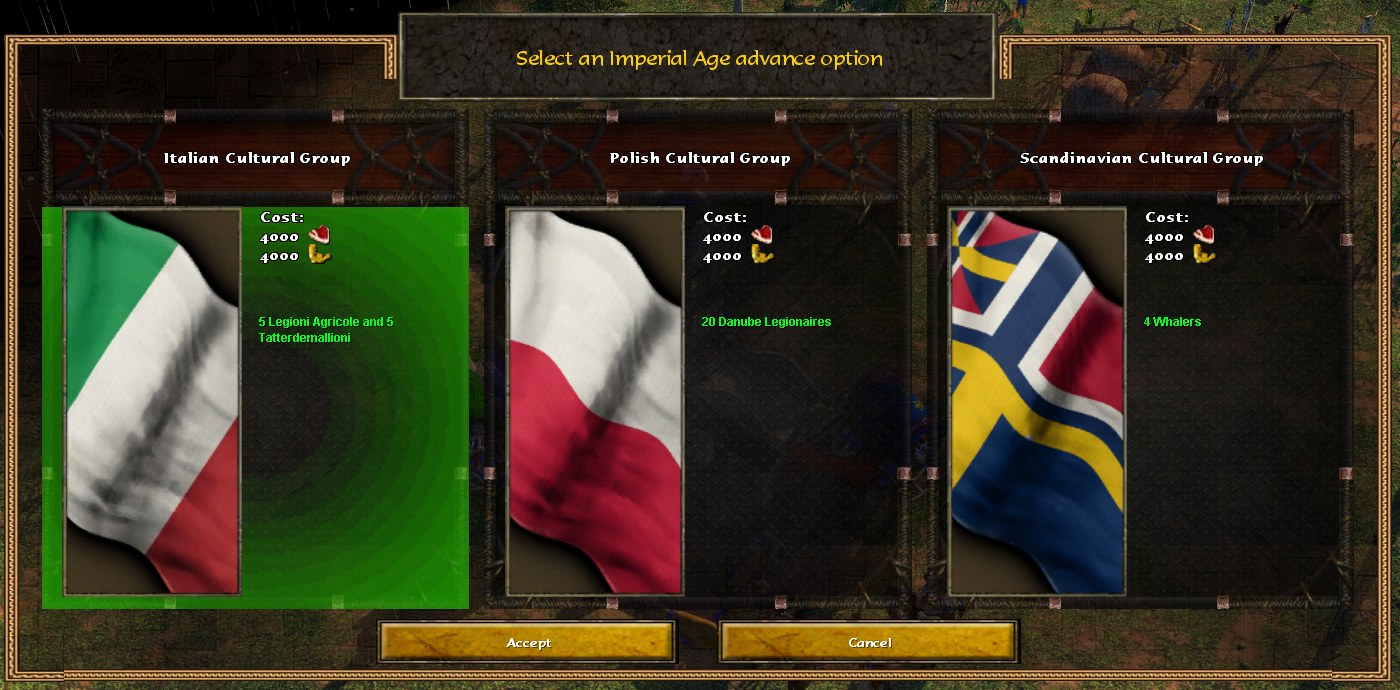 Select an Imperial Age advance option
Italian Cultural Group
Cost:
4000
4000
5 Legioni Agricole and 5
Tatterdemallioni
Polish Cultural Group
Cost:
4000
4000
20 Danube Legionaires
Scandinavian Cultural Group
Cost:
4000
4000
4 Whalers
Accept
Cancel